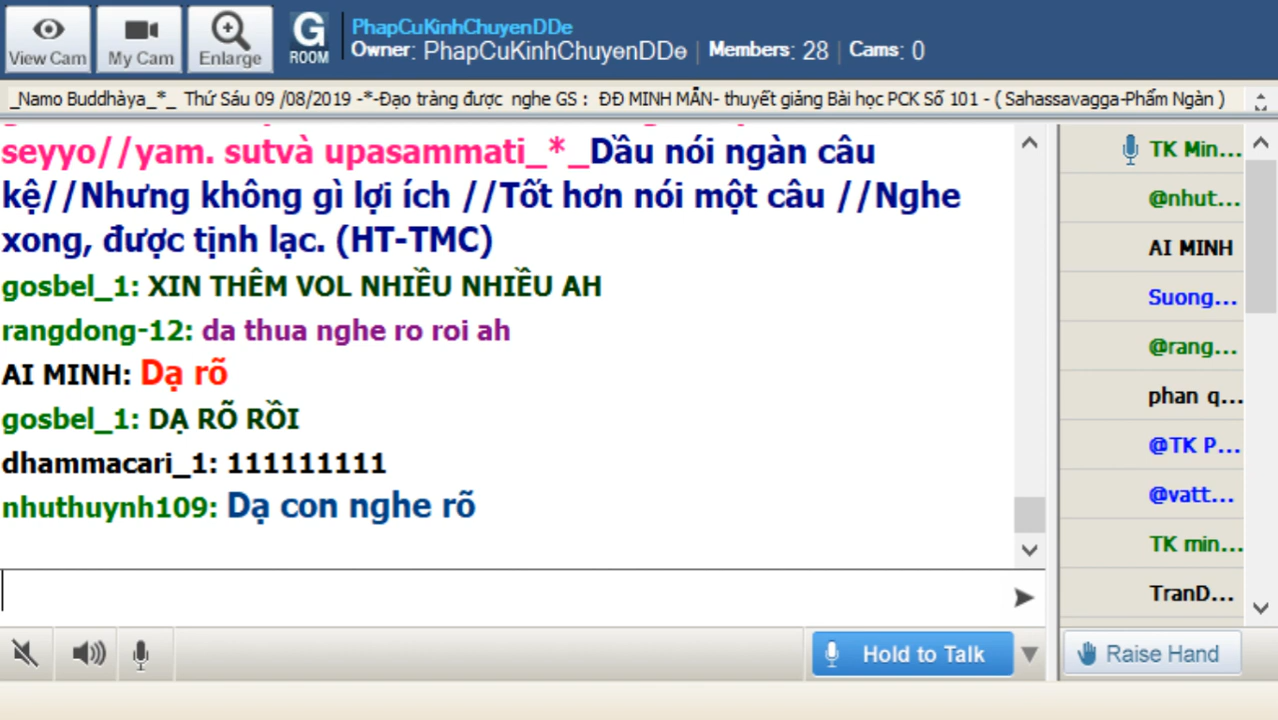 View Cam
My Cam
Enlarge
G
ROOM
PhapCuKinhChuyenDDe
Owner: PhapCuKinhChuyenDDe | Members: 28 | Cams: 0
_Namo Buddhàya_*_ Thứ Sáu 09 /08/2019 -*-Đạo tràng được nghe GS : ĐĐ MINH MẪN- thuyết giảng Bài học PCK Số 101 - ( Sahassavagga-Phẩm Ngàn )
seyyo//yam. sutvà upasammati_*_Dầu nói ngàn câu
kệ//Nhưng không gì lợi ích //Tốt hơn nói một câu //Nghe
xong, được tịnh lạc. (HT-TMC)
gosbel_1: XIN THÊM VOL NHIỀU NHIỀU AH
rangdong-12: da thua nghe ro roi ah
AI MINH: Dạ rõ
gosbel_1: DẠ RÕ RỒI
dhammacari_1: 111111111
nhuthuynh109: Dạ con nghe rõ
TK Min...
@nhut...
AI MINH
Suong...
@rang...
phan q...
@TK P...
@vatt...
TK min...
TranD...
Hold to Talk
Raise Hand